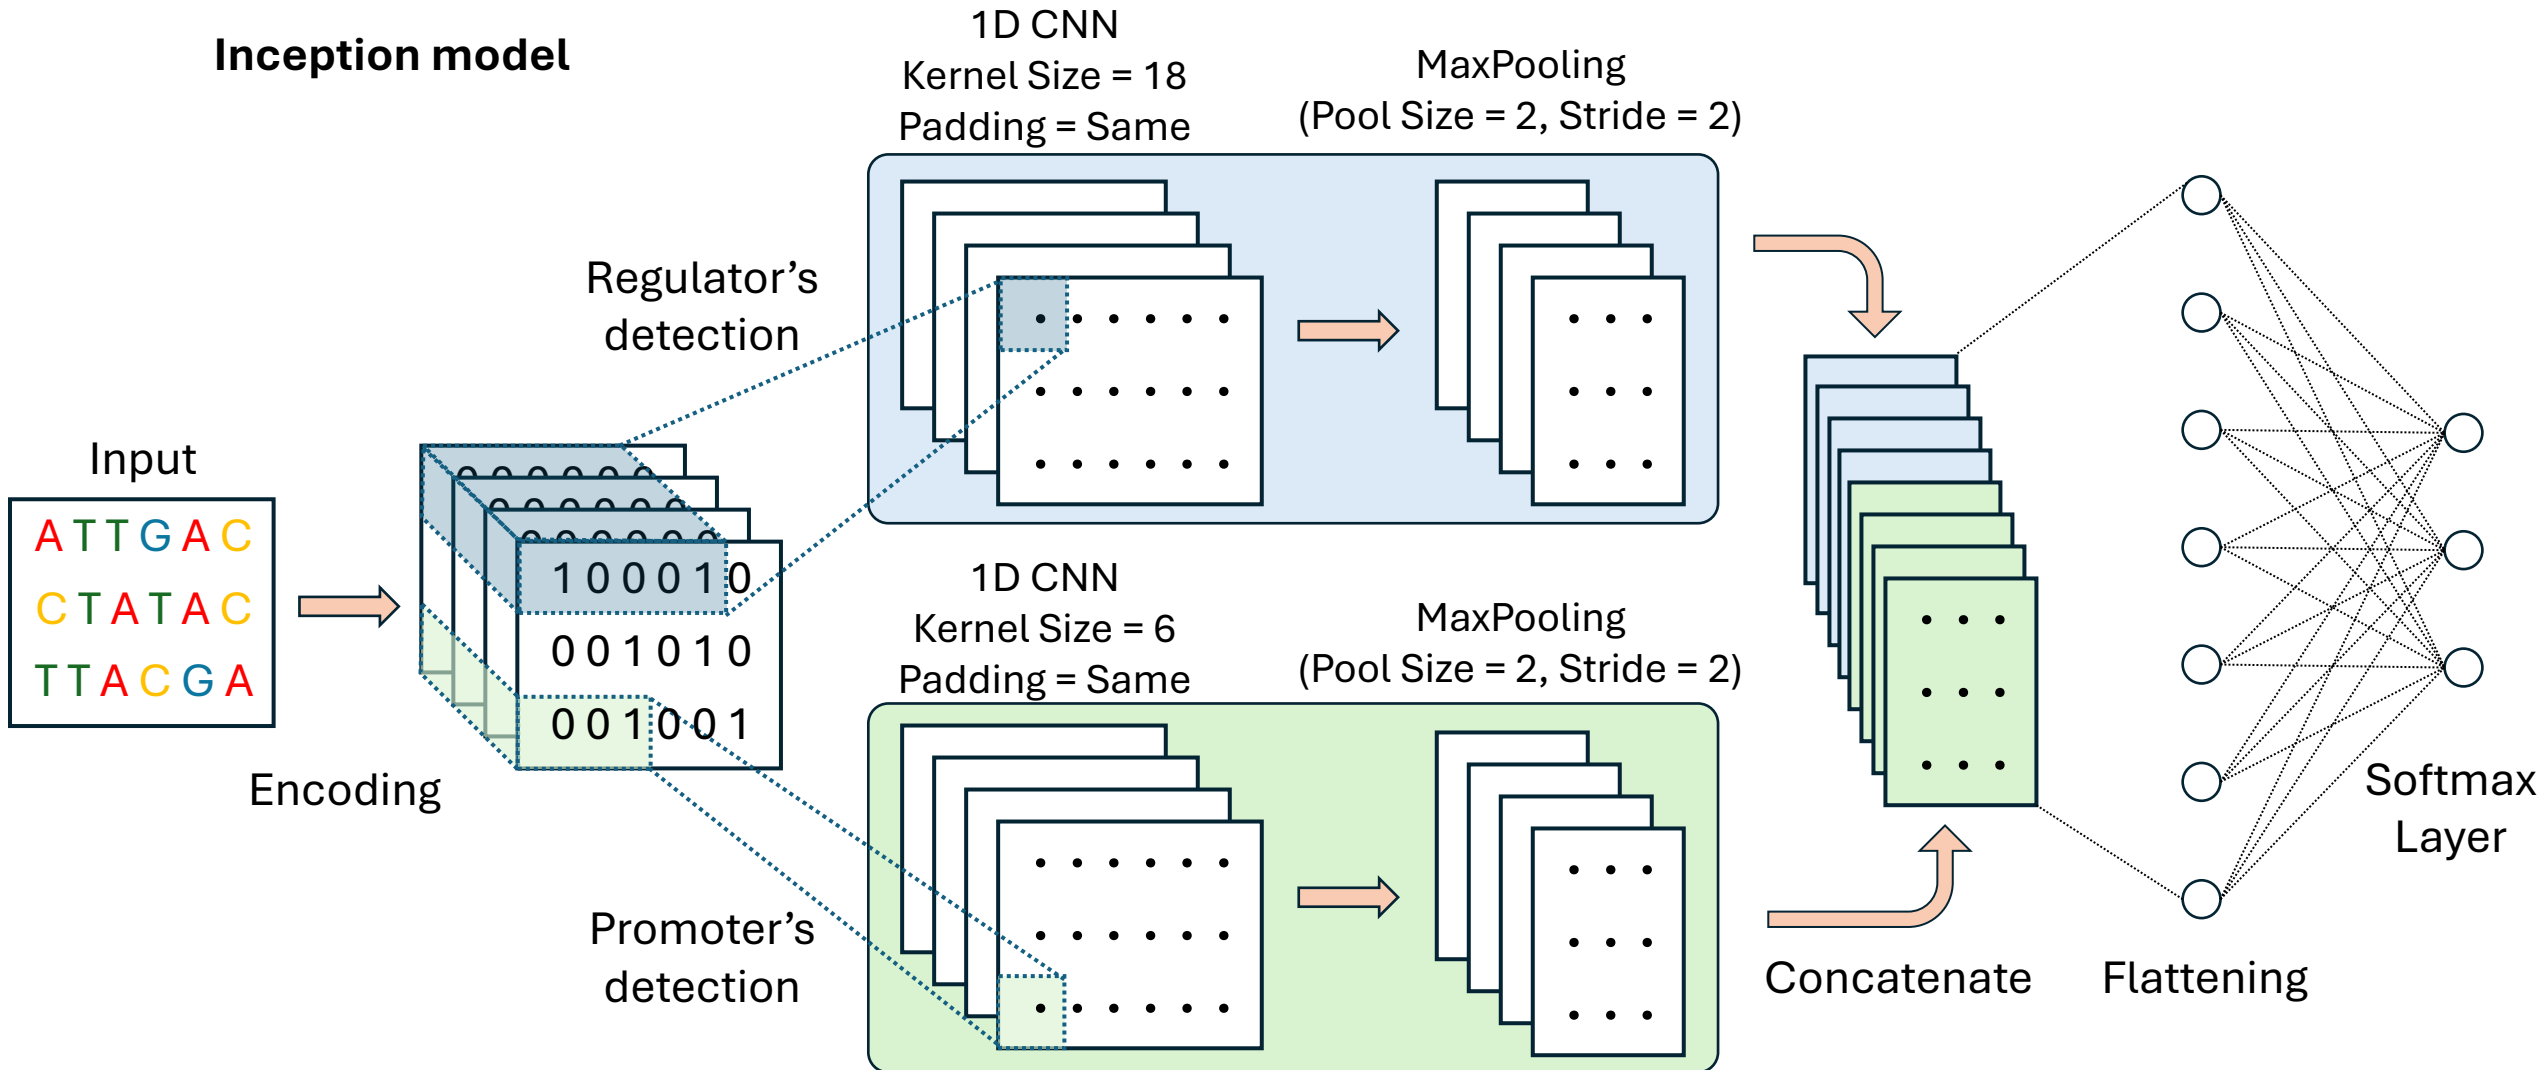 Inception model
1D CNN
Kernel Size = 18
Padding = Same
MaxPooling
(Pool Size = 2, Stride = 2)
Regulator’s
detection
Input
A T T G A C
C T A T A C
T T A C G A
Encoding
1 0 0 0 1 0
0 0 1 0 1 0
0 0 1 0 0 1
1D CNN
Kernel Size = 6
Padding = Same
MaxPooling
(Pool Size = 2, Stride = 2)
Promoter’s
detection
Concatenate
Flattening
Softmax
Layer